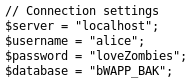 // Connection settings
$server = "localhost";
$username = "alice";
$password = "loveZombies";
$database = "bWAPP_BAK";